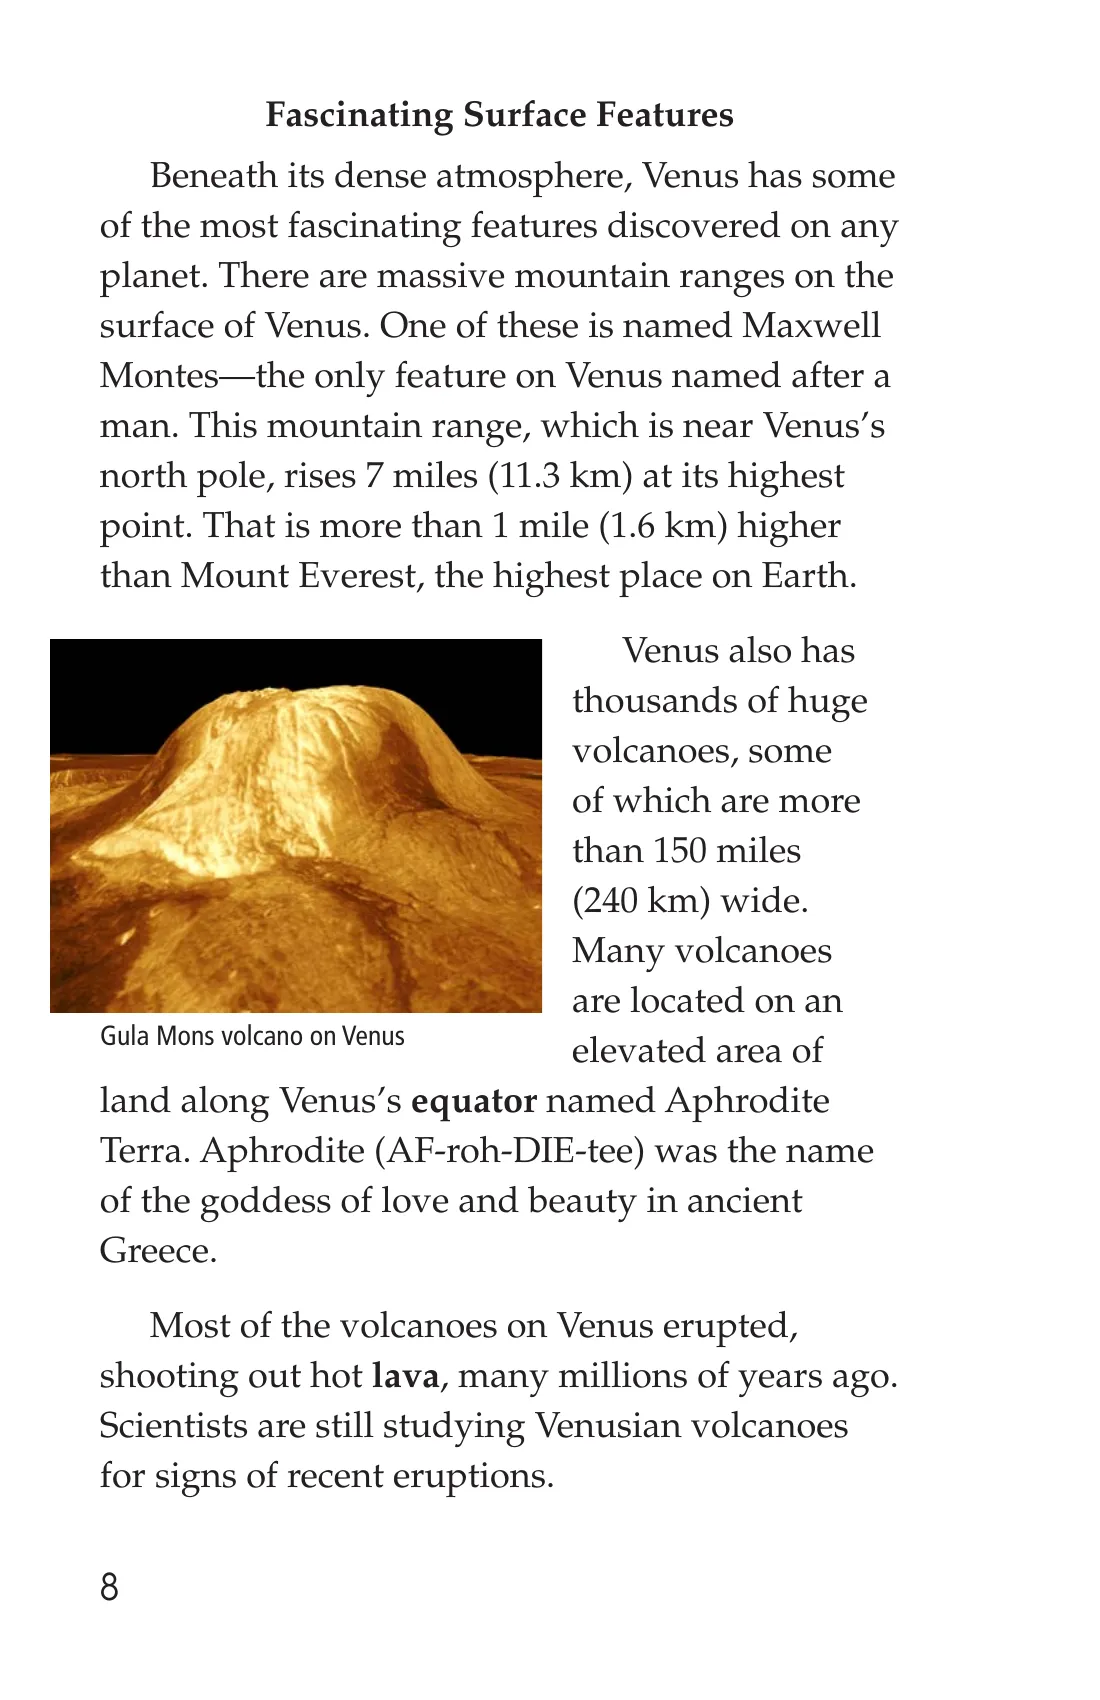 Fascinating Surface Features
Beneath its dense atmosphere, Venus has some
of the most fascinating features discovered on any
planet. There are massive mountain ranges on the
surface of Venus. One of these is named Maxwell
Montes—the only feature on Venus named after a
man. This mountain range, which is near Venus’s
north pole, rises 7 miles (11.3 km) at its highest
point. That is more than 1 mile (1.6 km) higher
than Mount Everest, the highest place on Earth.
Gula Mons volcano on Venus
Venus also has
thousands of huge
volcanoes, some
of which are more
than 150 miles
(240 km) wide.
Many volcanoes
are located on an
elevated area of
land along Venus’s equator named Aphrodite
Terra. Aphrodite (AF-roh-DIE-tee) was the name
of the goddess of love and beauty in ancient
Greece.
Most of the volcanoes on Venus erupted,
shooting out hot lava, many millions of years ago.
Scientists are still studying Venusian volcanoes
for signs of recent eruptions.
8